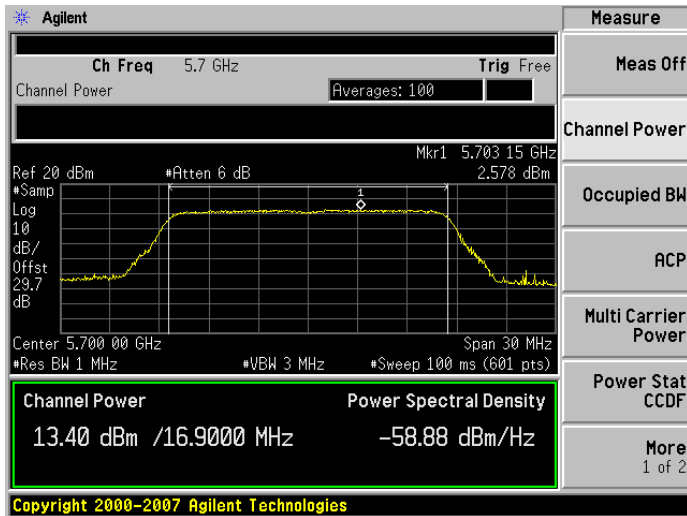 Agilent
Measure
Ch Freq 5.7 GHz Trig Free
Channel Power Averages: 100
Mkr1 5.703 15 GHz
Ref 20 dBm #Atten 6 dB 2.578 dBm
#Samp
Log
10
dB/
Offst
29.7
dB
1
Center 5.700 00 GHz Span 30 MHz
#Res BW 1 MHz #VBW 3 MHz #Sweep 100 ms (601 pts)
Channel Power Power Spectral Density
13.40 dBm /16.9000 MHz -58.88 dBm/Hz
Meas Off
Channel Power
Occupied BW
ACP
Multi Carrier
Power
Power Stat
CCDF
More
1 of 2
Copyright 2000-2007 Agilent Technologies